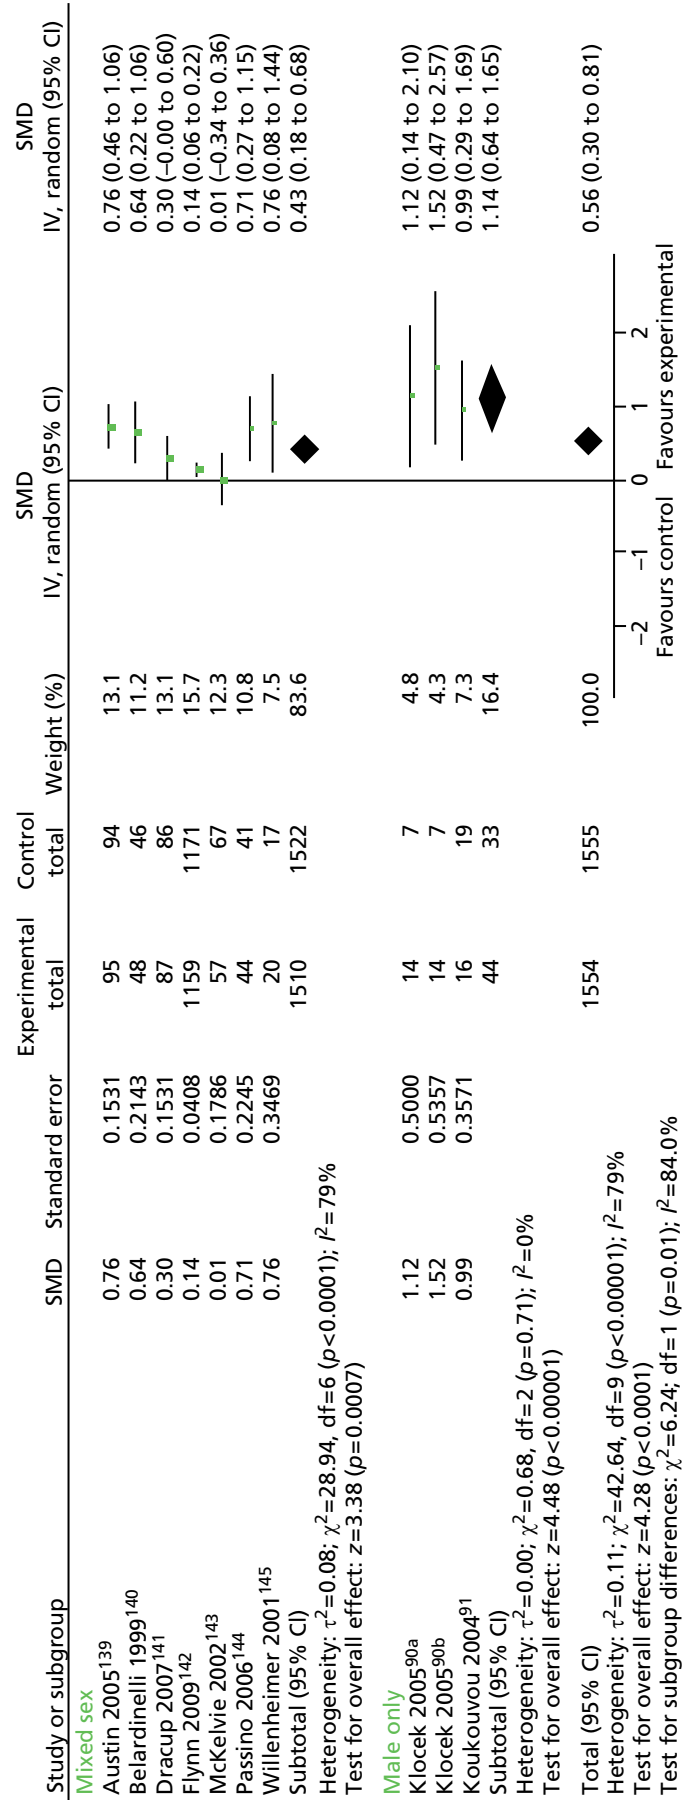 Study or subgroup SMD Standard error Experimental total Control total Weight (%) SMD IV, random (95% CI) SMD IV, random (95% CI)
Mixed sex
Austin 2005139 0.76 0.1531 95 94 13.1 0.76 (0.46 to 1.06)
Belardinelli 1999140 0.64 0.2143 48 46 11.2 0.64 (0.22 to 1.06)
Dracup 2007141 0.30 0.1531 87 86 13.1 0.30 (−0.00 to 0.60)
Flynn 2009142 0.14 0.0408 1159 1171 15.7 0.14 (0.06 to 0.22)
McKelvie 2002143 0.01 0.1786 57 67 12.3 0.01 (−0.34 to 0.36)
Passino 2006144 0.71 0.2245 44 41 10.8 0.71 (0.27 to 1.15)
Willenheimer 2001145 0.76 0.3469 20 17 7.5 0.76 (0.08 to 1.44)
Subtotal (95% CI) 1510 1522 83.6 0.43 (0.18 to 0.68)
Heterogeneity: τ2=0.08; χ2=28.94, df=6 (p<0.0001); I2=79%
Test for overall effect: z=3.38 (p=0.0007)
Male only
Klocek 200590a 1.12 0.5000 14 7 4.8 1.12 (0.14 to 2.10)
Klocek 200590b 1.52 0.5357 14 7 4.3 1.52 (0.47 to 2.57)
Koukouvou 200491 0.99 0.3571 16 19 7.3 0.99 (0.29 to 1.69)
Subtotal (95% CI) 44 33 16.4 1.14 (0.64 to 1.65)
Heterogeneity: τ2=0.00; χ2=0.68, df=2 (p=0.71); I2=0%
Test for overall effect: z=4.48 (p<0.00001)
Total (95% CI) 1554 1555 100.0 0.56 (0.30 to 0.81)
Heterogeneity: τ2=0.11; χ2=42.64, df=9 (p<0.00001); I2=79%
Test for overall effect: z=4.28 (p<0.0001)
Test for subgroup differences: χ2=6.24; df=1 (p=0.01); I2=84.0%
−2 −1 0 1 2
Favours control Favours experimental